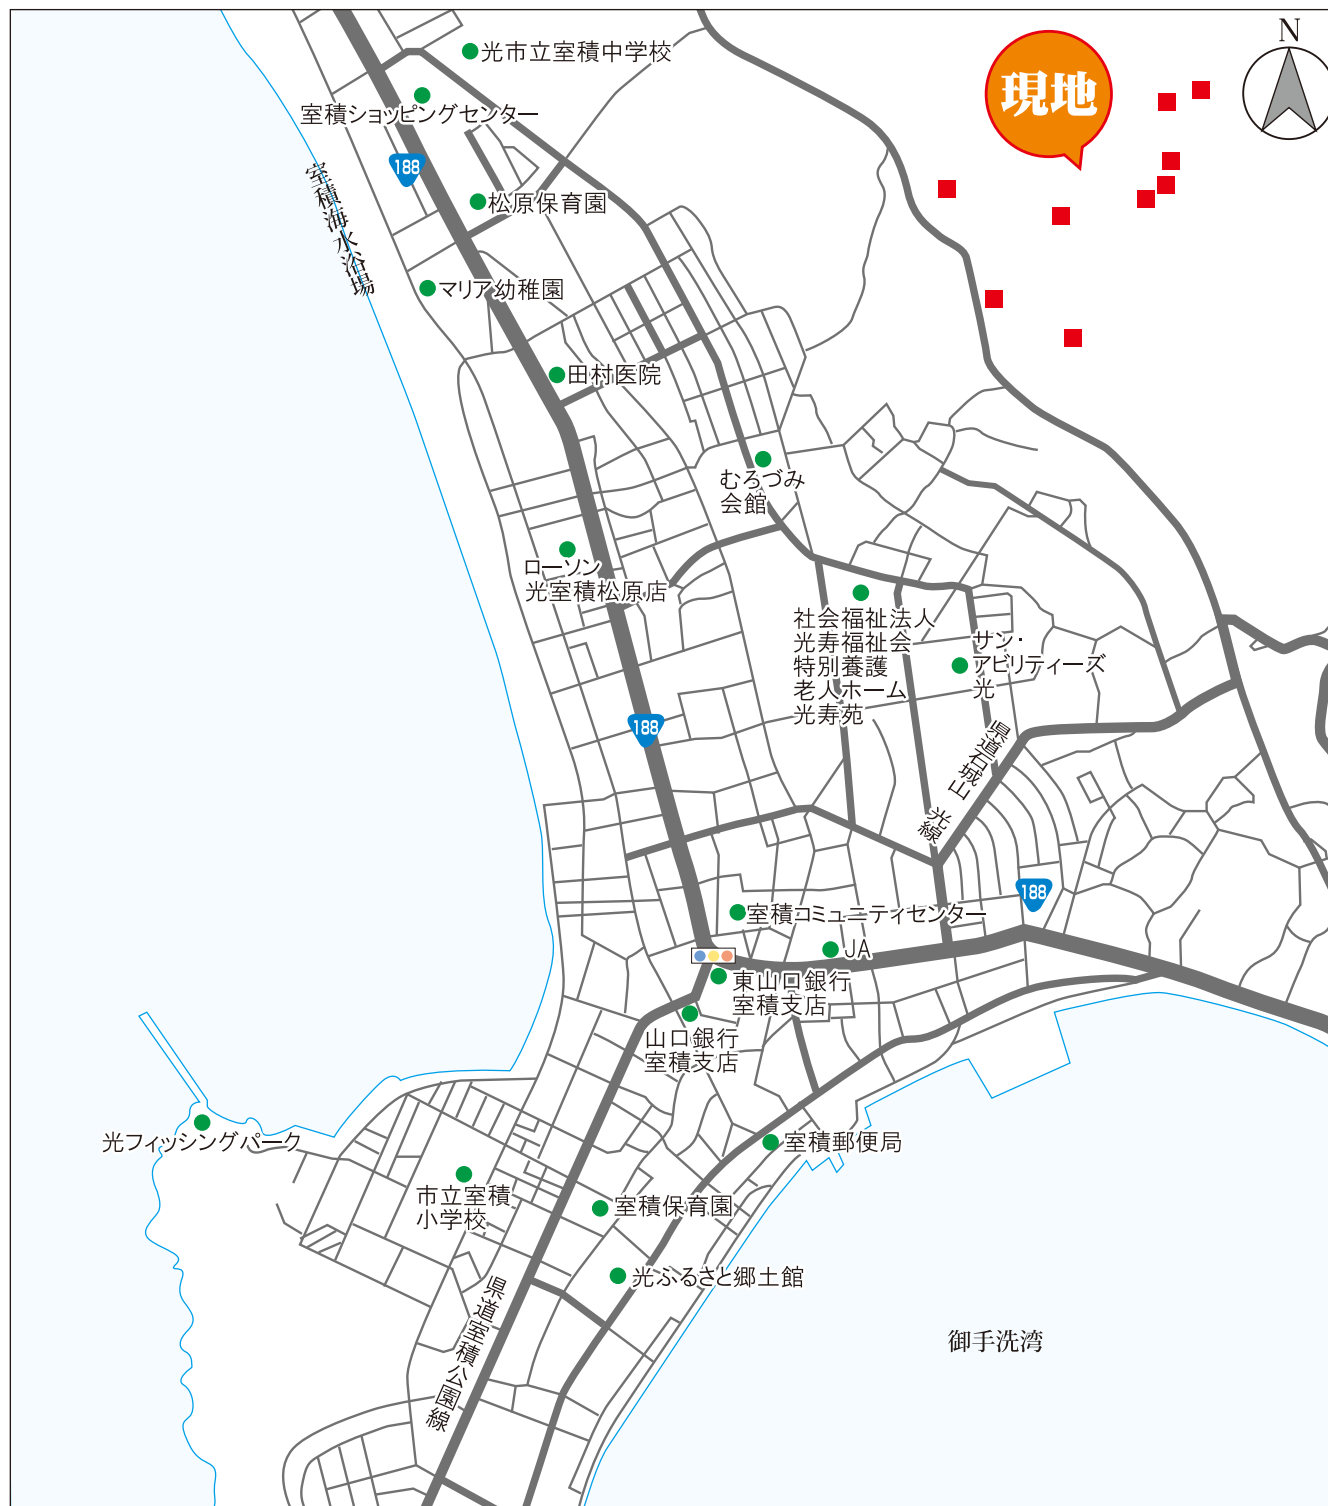 N
光市立室積中学校
現地
室積ショッピングセンター
188
室積海水浴場
松原保育園
マリア幼稚園
田村医院
むろづみ
会館
ローソン
光室積松原店
社会福祉法人
光寿福祉会
特別養護
老人ホーム
光寿苑
サン・
アビリティーズ
光
188
県道石城山
光線
188
室積コミュニティセンター
JA
東山口銀行
室積支店
山口銀行
室積支店
光フィッシングパーク
室積郵便局
市立室積
小学校
室積保育園
光ふるさと郷土館
県道室積公園線
御手洗湾